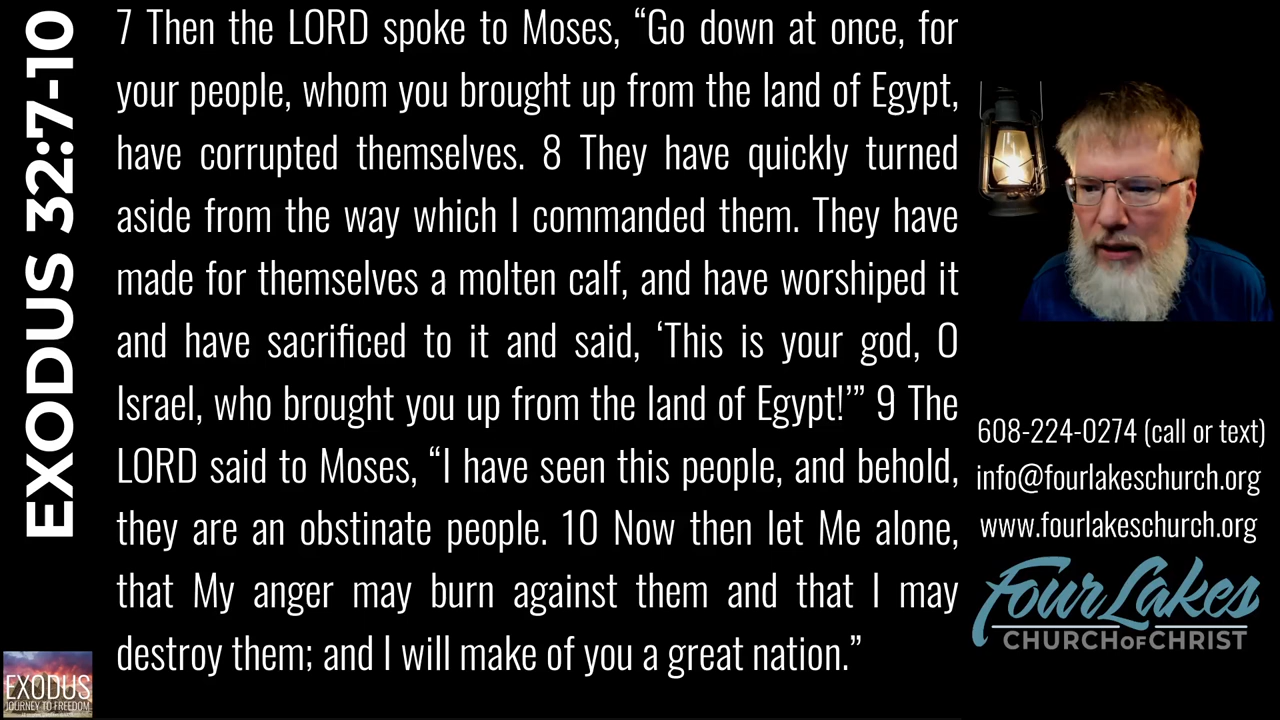 EXODUS 32:7-10
7 Then the LORD spoke to Moses, “Go down at once, for
your people, whom you brought up from the land of Egypt,
have corrupted themselves. 8 They have quickly turned
aside from the way which I commanded them. They have
made for themselves a molten calf, and have worshiped it
and have sacrificed to it and said, ‘This is your god, O
Israel, who brought you up from the land of Egypt!’” 9 The
LORD said to Moses, “I have seen this people, and behold,
they are an obstinate people. 10 Now then let Me alone,
that My anger may burn against them and that I may
destroy them; and I will make of you a great nation.”
608-224-0274 (call or text)
info@fourlakeschurch.org
www.fourlakeschurch.org
Four Lakes
CHURCH OF CHRIST
EXODUS
JOURNEY TO FREEDOM